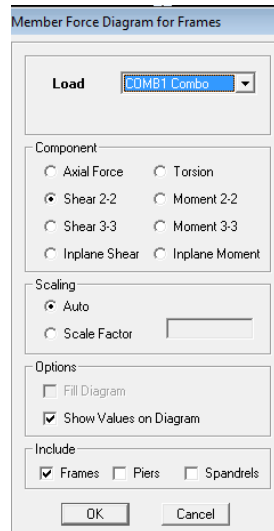 Member Force Diagram for Frames
Load COMB1 Combo
Component
Axial Force Torsion
Shear 2-2 Moment 2-2
Shear 3-3 Moment 3-3
Inplane Shear Inplane Moment
Scaling
Auto
Scale Factor
Options
Fill Diagram
Show Values on Diagram
Include
Frames Piers Spandrels
OK Cancel